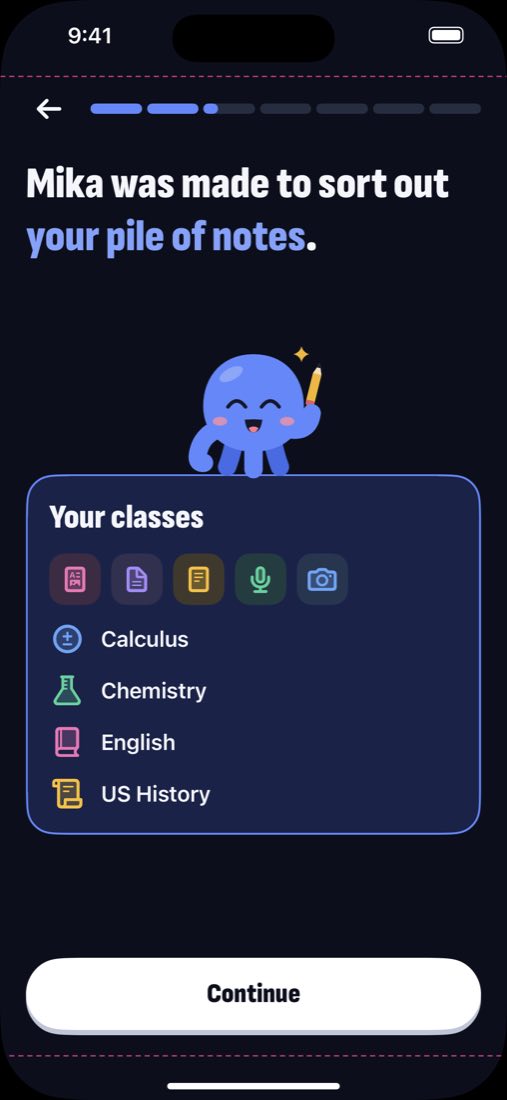 9:41
Mika was made to sort out
your pile of notes.
Your classes
Calculus
Chemistry
English
US History
Continue